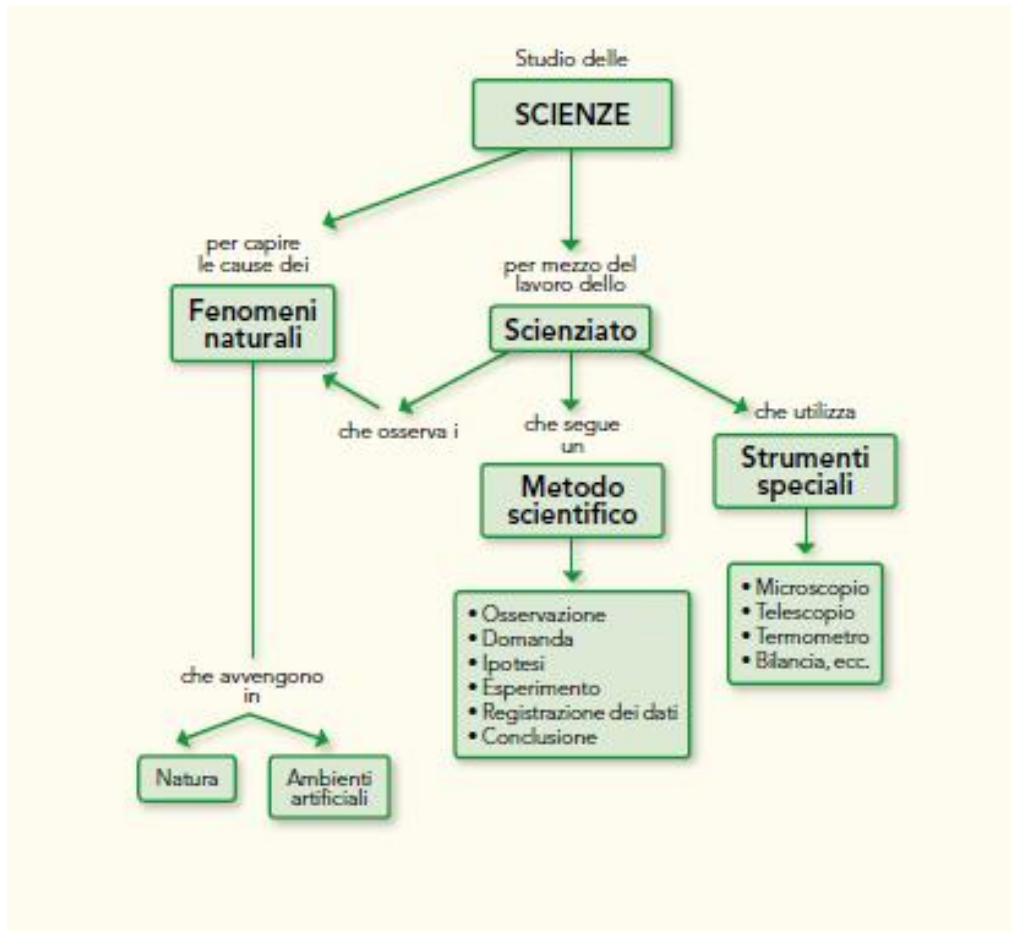 Studio delle
SCIENZE
per capire
le cause dei
Fenomeni
naturali
per mezzo del
lavoro dello
Scienziato
che osserva i
che segue
un
Metodo
scientifico
che utilizza
Strumenti
speciali
• Osservazione
• Domanda
• Ipotesi
• Esperimento
• Registrazione dei dati
• Conclusione
• Microscopio
• Telescopio
• Termometro
• Bilancia, ecc.
che avvengono
in
Natura
Ambienti
artificiali